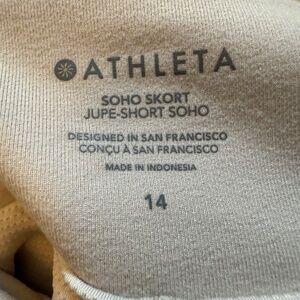 ATHLETA
SOHO SKORT
JUPE-SHORT SOHO
DESIGNED IN SAN FRANCISCO
CONÇU À SAN FRANCISCO
MADE IN INDONESIA
14